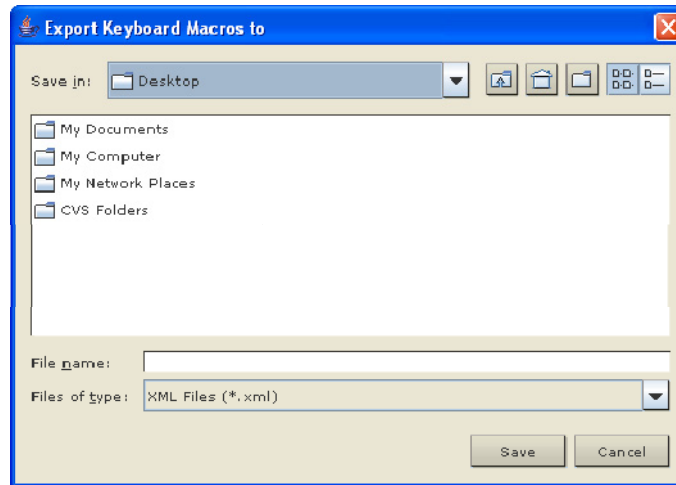 Export Keyboard Macros to
Save in: Desktop
My Documents
My Computer
My Network Places
CVS Folders
File name:
Files of type: XML Files (*.xml)
Save Cancel